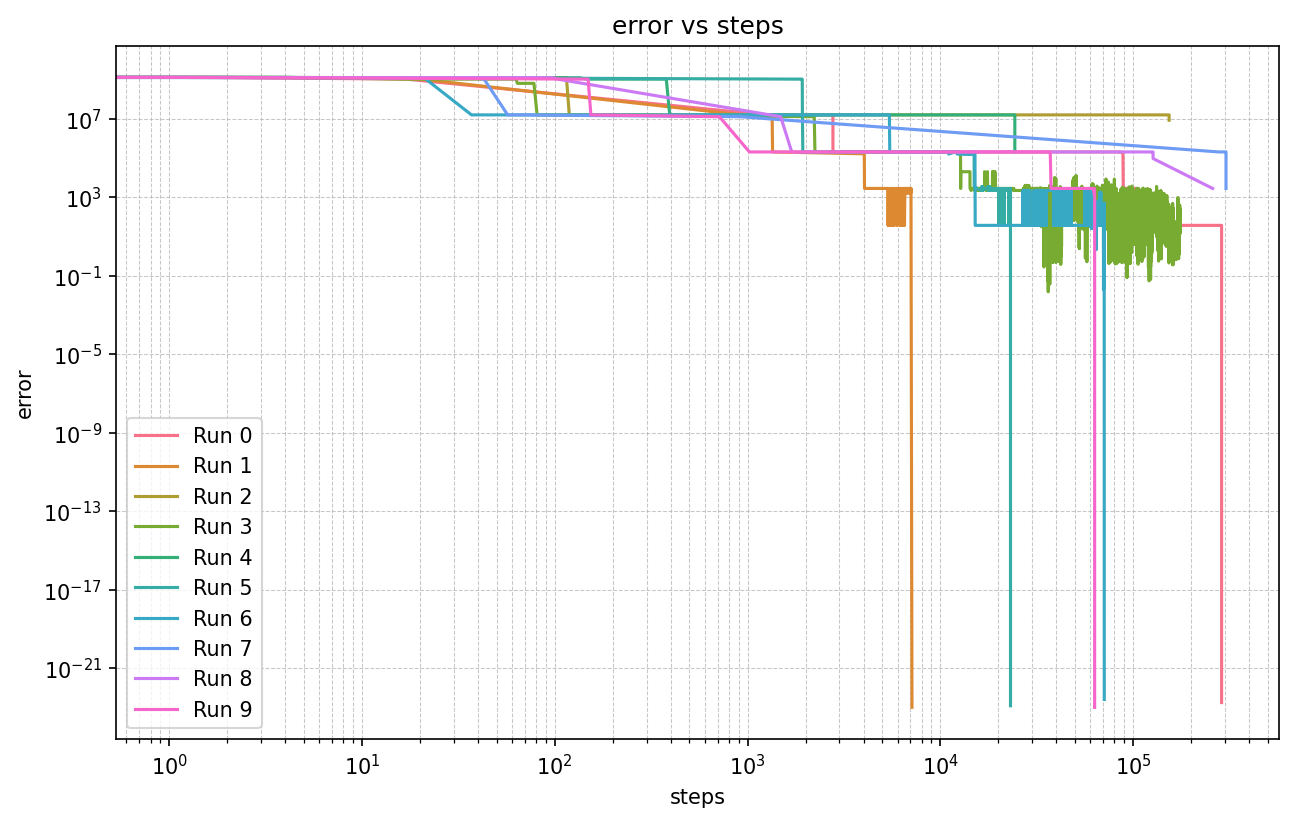 error vs steps
10^7
10^3
10^-1
10^-5
10^-9
10^-13
10^-17
10^-21
error
Run 0
Run 1
Run 2
Run 3
Run 4
Run 5
Run 6
Run 7
Run 8
Run 9
10^0 10^1 10^2 10^3 10^4 10^5
steps